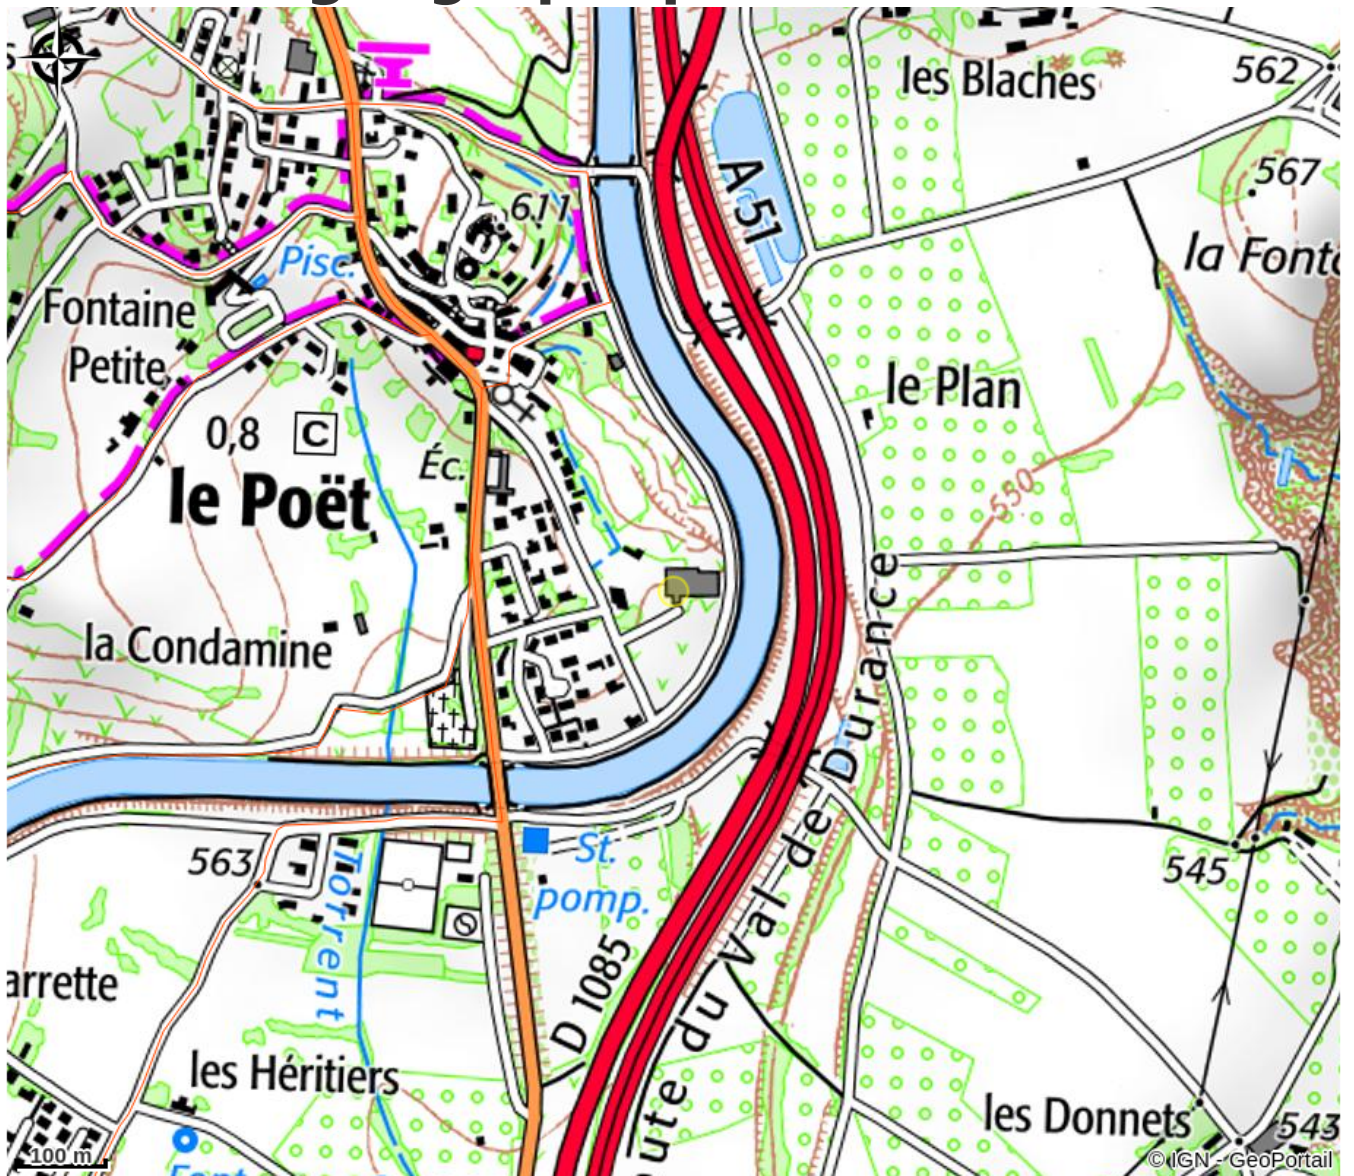 les Blaches
562
567
A 51
611
Pisc.
la Font
Fontaine
Petite
le Plan
0,8
C
Éc.
le Poët
550
la Condamine
Route du Val de Durance
563
Torrent
St.
pomp.
545
D 1085
arrette
les Héritiers
les Donnets
543
Font
100 m
© IGN - GeoPortail